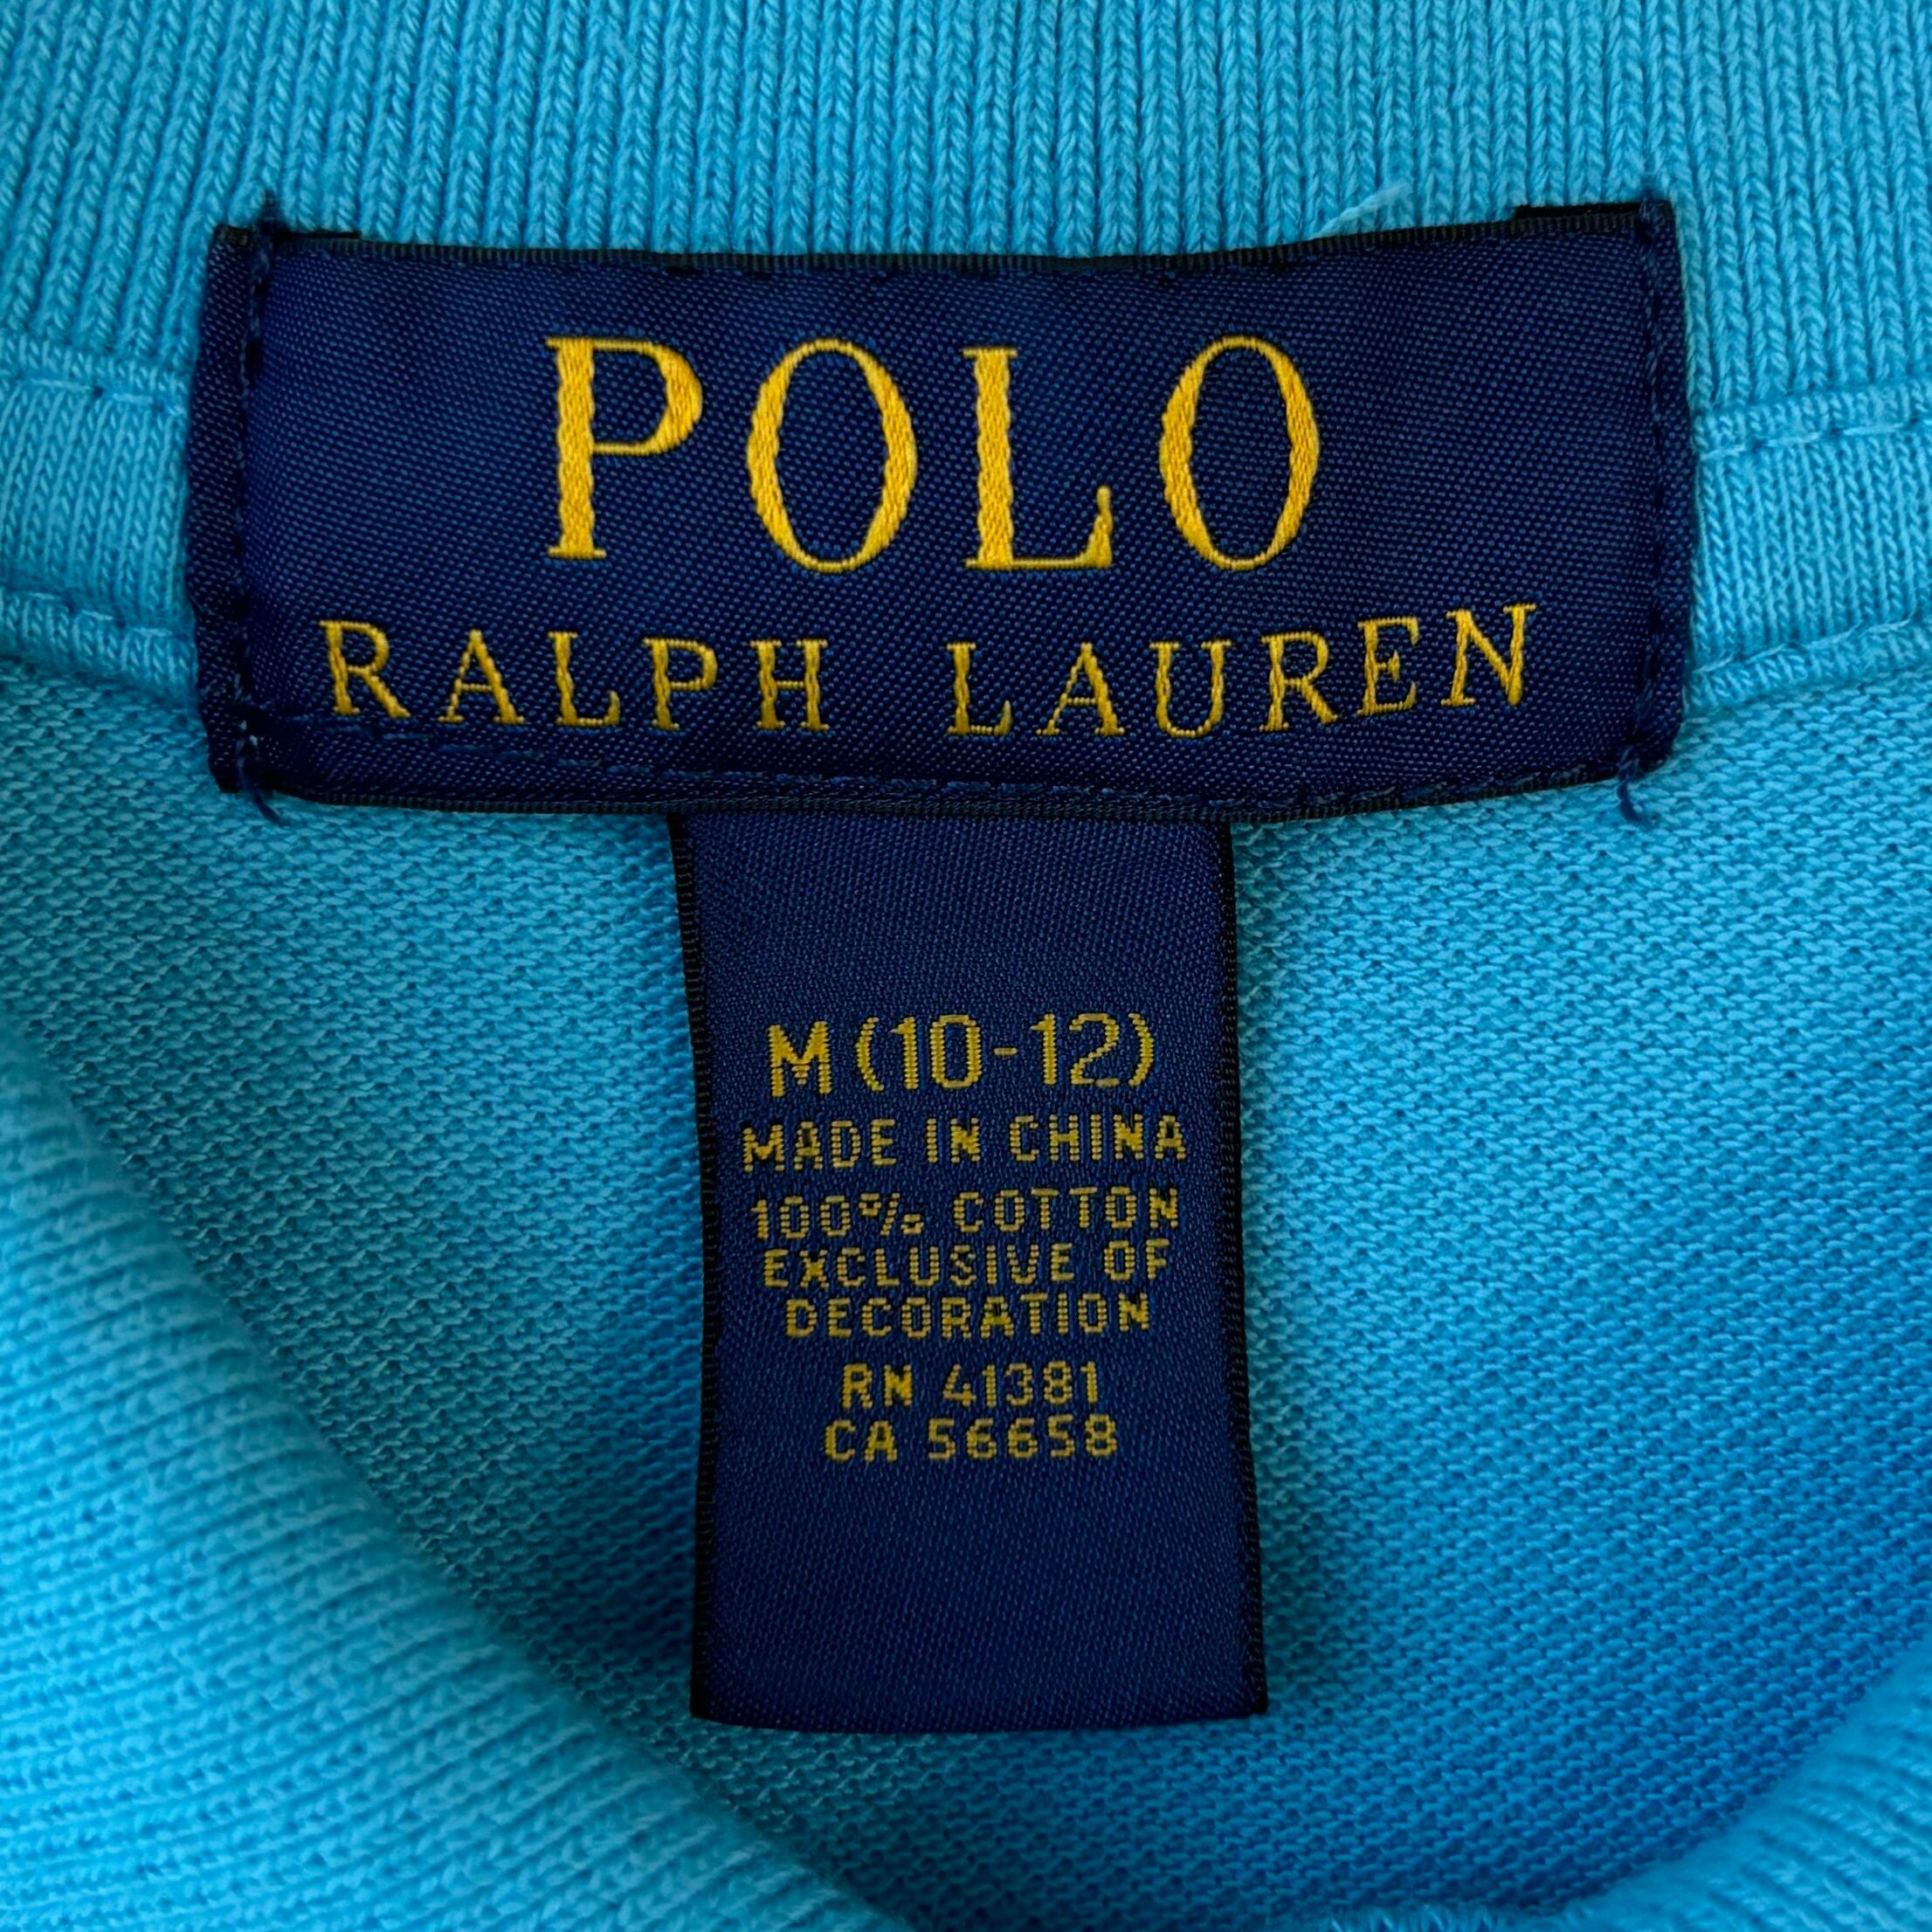 POLO
RALPH LAUREN
M (10-12)
MADE IN CHINA
100% COTTON
EXCLUSIVE OF
DECORATION
RN 41381
CA 56658